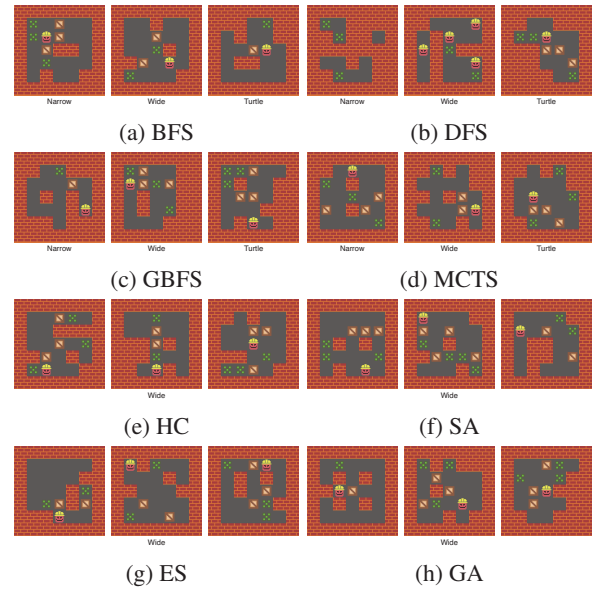 Narrow Wide Turtle Narrow Wide Turtle
(a) BFS (b) DFS
Narrow Wide Turtle Narrow Wide Turtle
(c) GBFS (d) MCTS
Wide Wide
(e) HC (f) SA
Wide Wide
(g) ES (h) GA